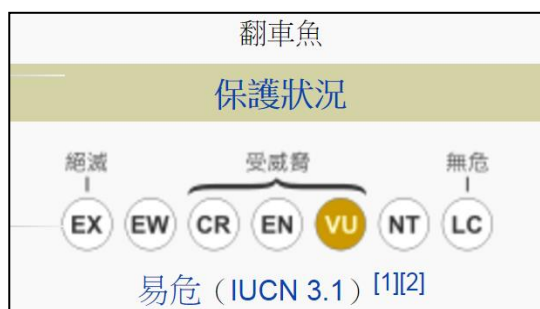 翻車魚
保護狀況
絕滅 受威脅 無危
EX EW CR EN VU NT LC
易危（IUCN 3.1）[1][2]